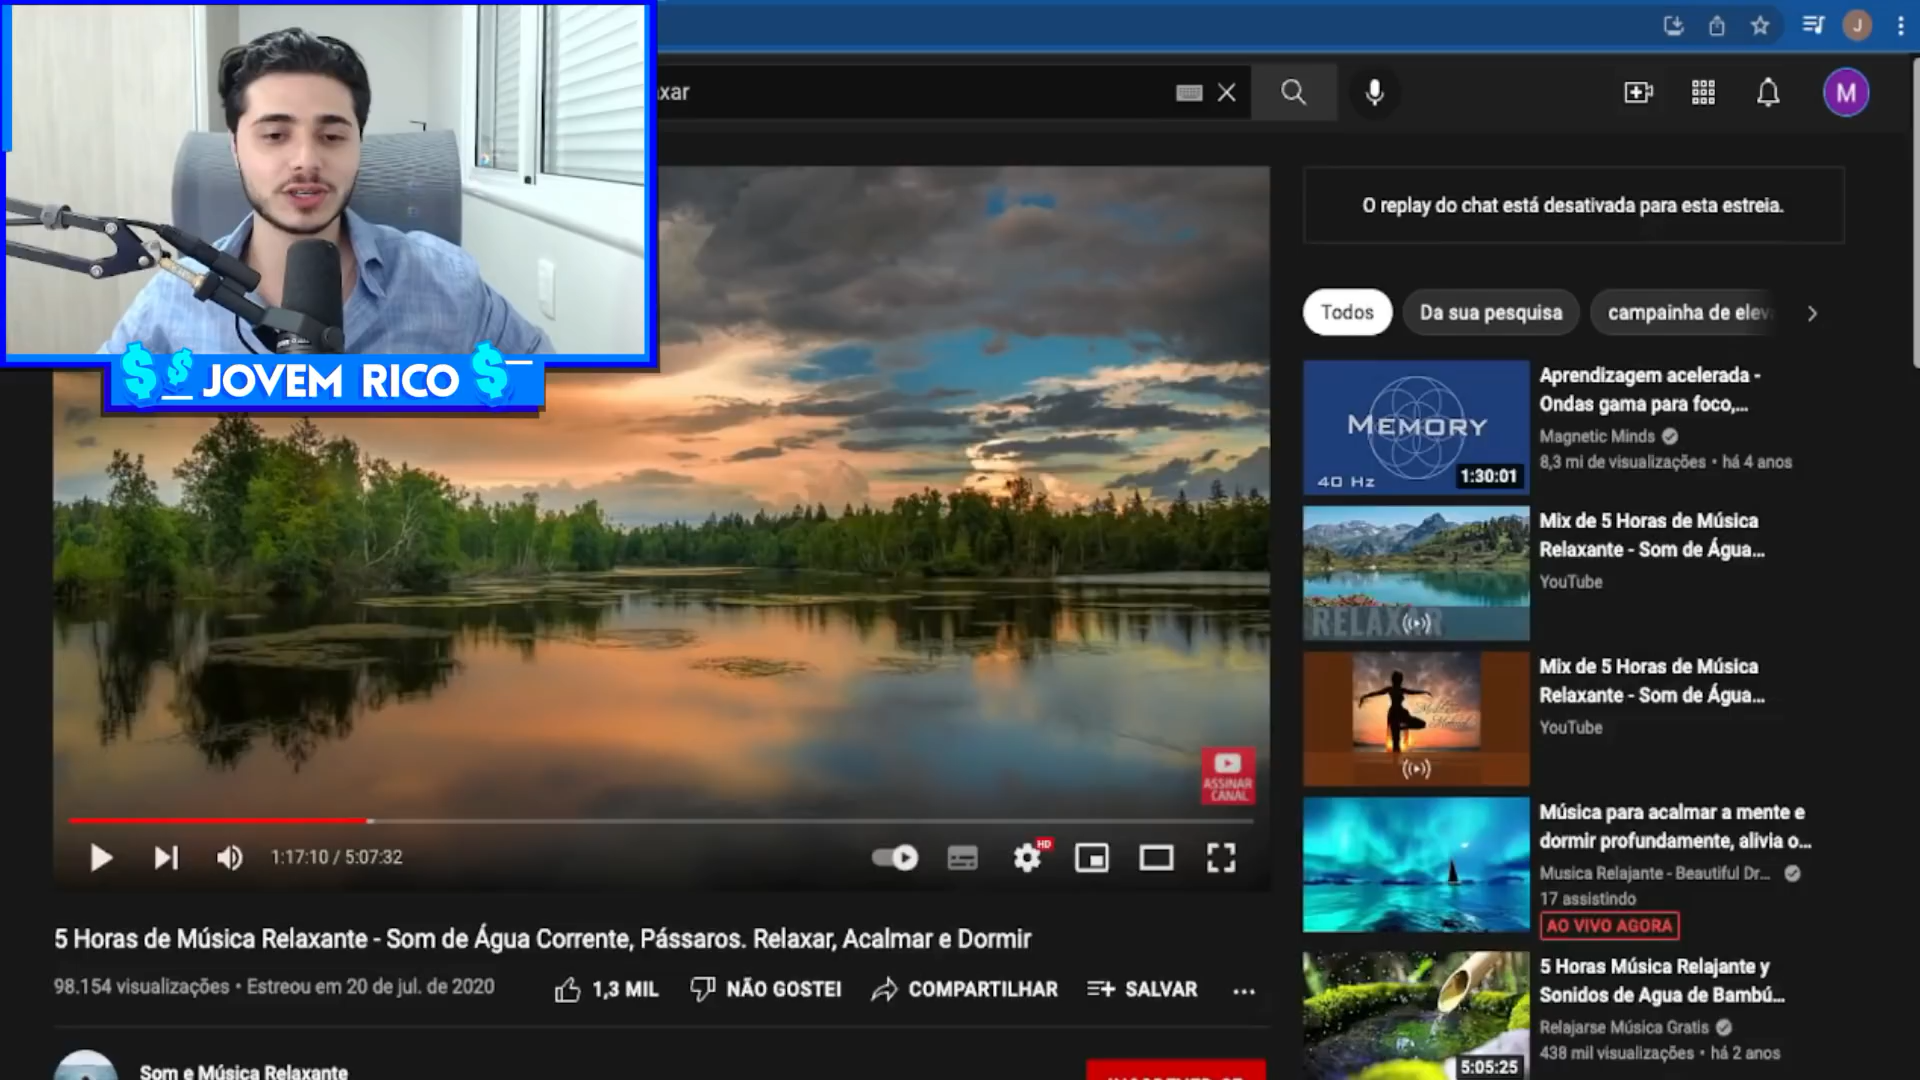 xar
J
M
$ $ JOVEM RICO $
O replay do chat está desativada para esta estreia.
Todos
Da sua pesquisa
campainha de elev
MEMORY
40 Hz
1:30:01
Aprendizagem acelerada -
Ondas gama para foco,...
Magnetic Minds
8,3 mi de visualizações • há 4 anos
RELAXAR
Mix de 5 Horas de Música
Relaxante - Som de Água...
YouTube
Mix de 5 Horas de Música
Relaxante - Som de Água...
YouTube
ASSINAR
CANAL
1:17:10 / 5:07:32
HD
Música para acalmar a mente e
dormir profundamente, alivia o...
Musica Relajante - Beautiful Dr...
17 assistindo
AO VIVO AGORA
5 Horas de Música Relaxante - Som de Água Corrente, Pássaros. Relaxar, Acalmar e Dormir
98.154 visualizações • Estreou em 20 de jul. de 2020
1,3 MIL
NÃO GOSTEI
COMPARTILHAR
SALVAR
5 Horas Música Relajante y
Sonidos de Agua de Bambú...
Relajarse Música Gratis
438 mil visualizações • há 2 anos
5:05:25
Som e Música Relaxante